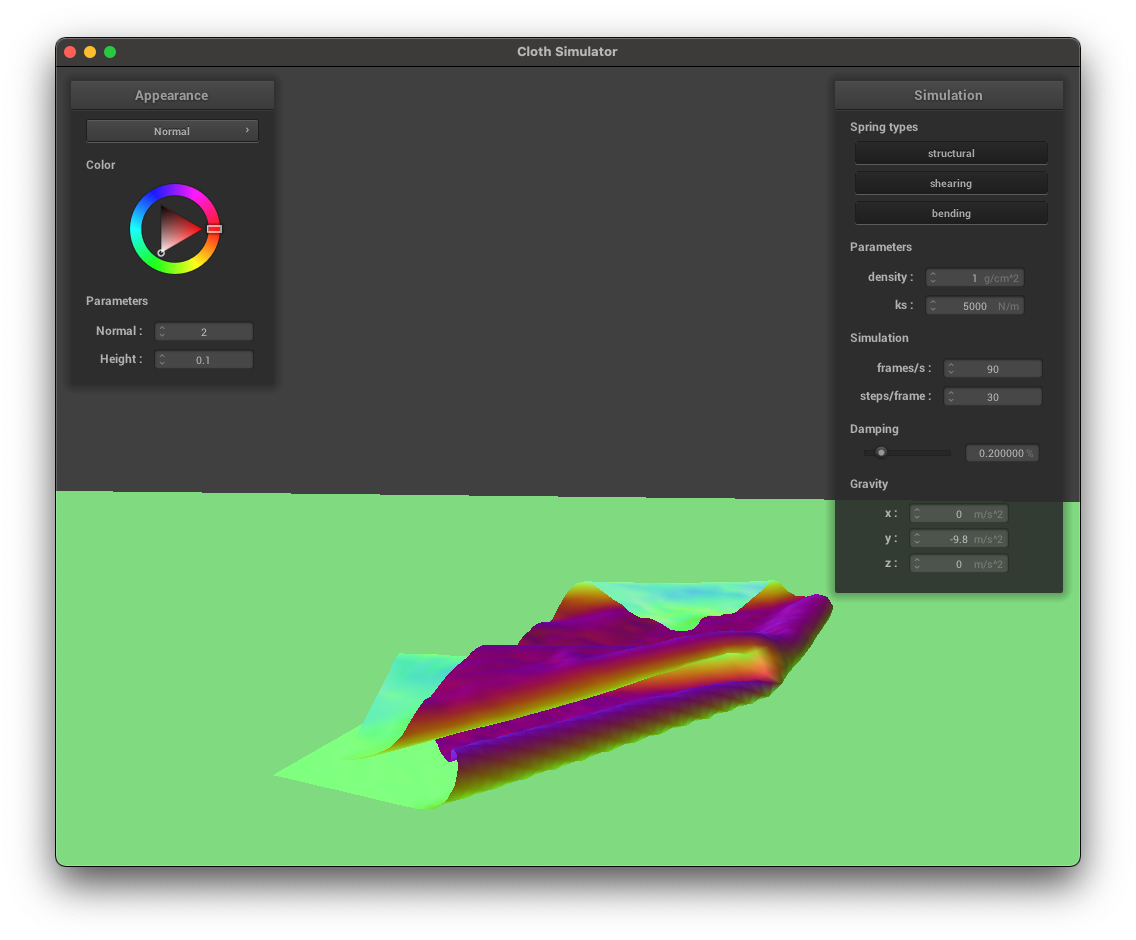 Cloth Simulator
Appearance
Normal
Color
Parameters
Normal : 2
Height : 0.1
Simulation
Spring types
structural
shearing
bending
Parameters
density : 1 g/cm^2
ks : 5000 N/m
Simulation
frames/s : 90
steps/frame : 30
Damping
0.200000 %
Gravity
x : 0 m/s^2
y : -9.8 m/s^2
z : 0 m/s^2